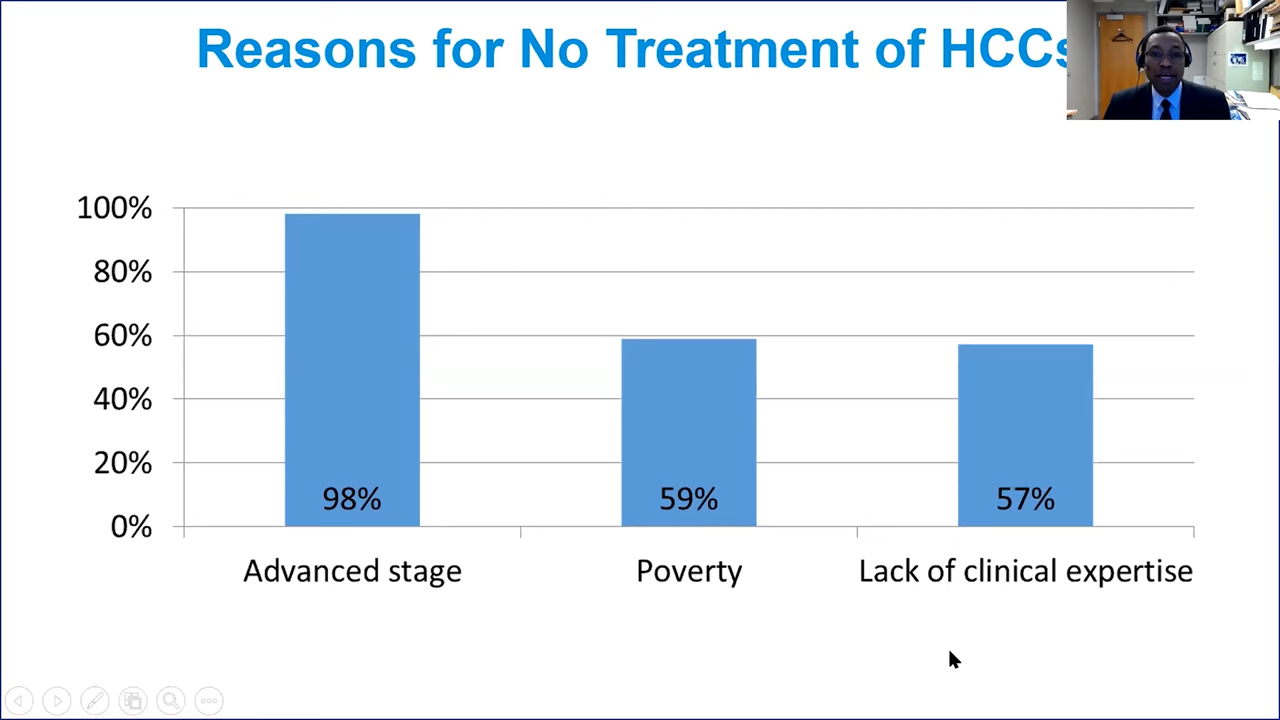 Reasons for No Treatment of HCCs
100%
80%
60%
40%
20%
0%
98%
59%
57%
Advanced stage
Poverty
Lack of clinical expertise